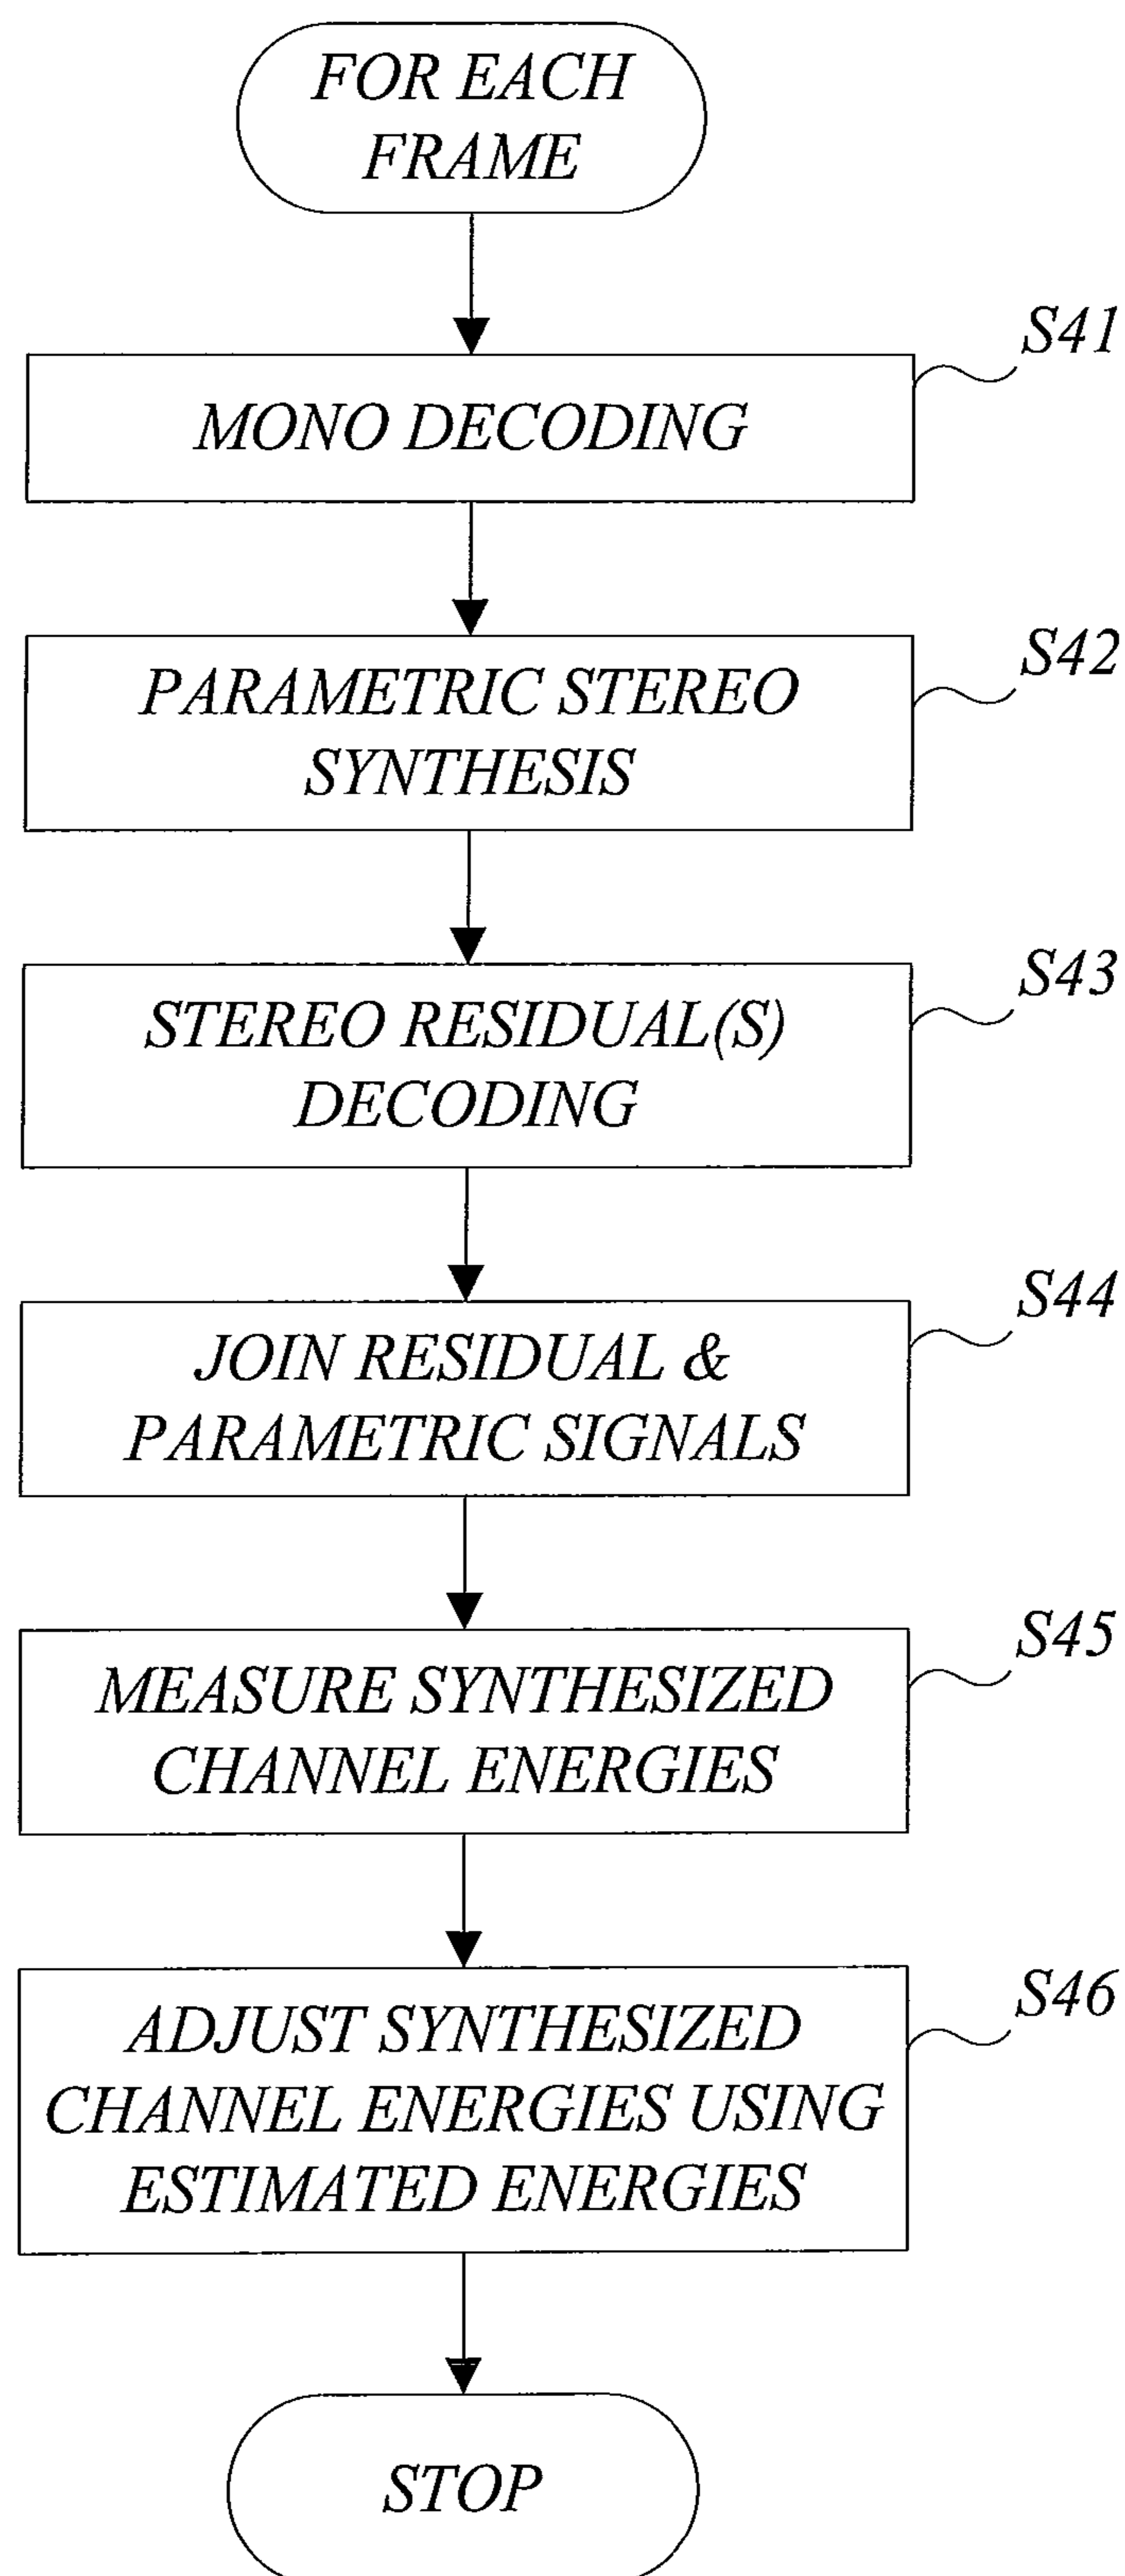 FOR EACH
FRAME
S41
MONO DECODING
S42
PARAMETRIC STEREO
SYNTHESIS
S43
STEREO RESIDUAL(S)
DECODING
S44
JOIN RESIDUAL &
PARAMETRIC SIGNALS
S45
MEASURE SYNTHESIZED
CHANNEL ENERGIES
S46
ADJUST SYNTHESIZED
CHANNEL ENERGIES USING
ESTIMATED ENERGIES
STOP